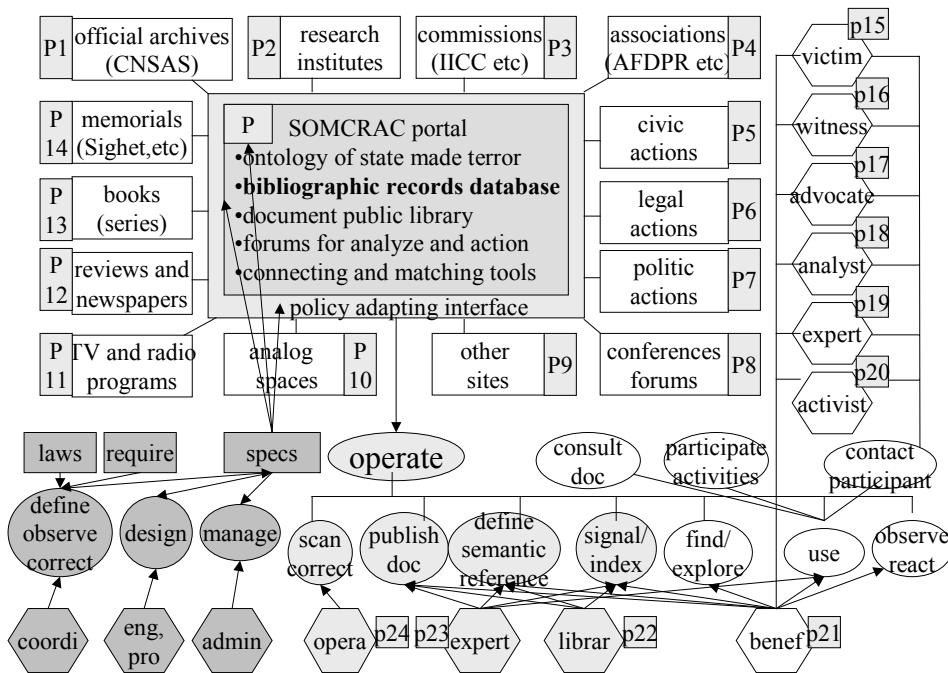 P1
official archives
(CNSAS)
P2
research
institutes
commissions
(IICC etc)
P3
associations
(AFDPR etc)
P4
p15
victim
P
14
memorials
(Sighet,etc)
P
SOMCRAC portal
•ontology of state made terror
•bibliographic records database
•document public library
•forums for analyze and action
•connecting and matching tools
policy adapting interface
civic
actions
P5
p16
witness
P
13
books
(series)
legal
actions
P6
p17
advocate
P
12
reviews and
newspapers
politic
actions
P7
p18
analyst
P
11
TV and radio
programs
analog
spaces
P
10
other
sites
P9
conferences
forums
P8
p19
expert
p20
activist
laws
require
specs
operate
consult
doc
participate
activities
contact
participant
define
observe
correct
design
manage
scan
correct
publish
doc
define
semantic
reference
signal/
index
find/
explore
use
observe
react
coordi
eng,
pro
admin
opera
p24
p23
expert
librar
p22
benef
p21